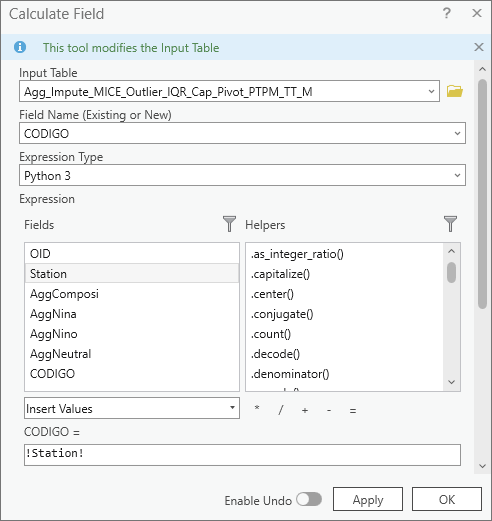 Calculate Field
This tool modifies the Input Table
Input Table
Agg_Impute_MICE_Outlier_IQR_Cap_Pivot_PTPM_TT_M
Field Name (Existing or New)
CODIGO
Expression Type
Python 3
Expression
Fields
Helpers
OID
Station
AggComposi
AggNina
AggNino
AggNeutral
CODIGO
.as_integer_ratio()
.capitalize()
.center()
.conjugate()
.count()
.decode()
.denominator()
Insert Values
* / + - =
CODIGO =
!Station!
Enable Undo
Apply
OK